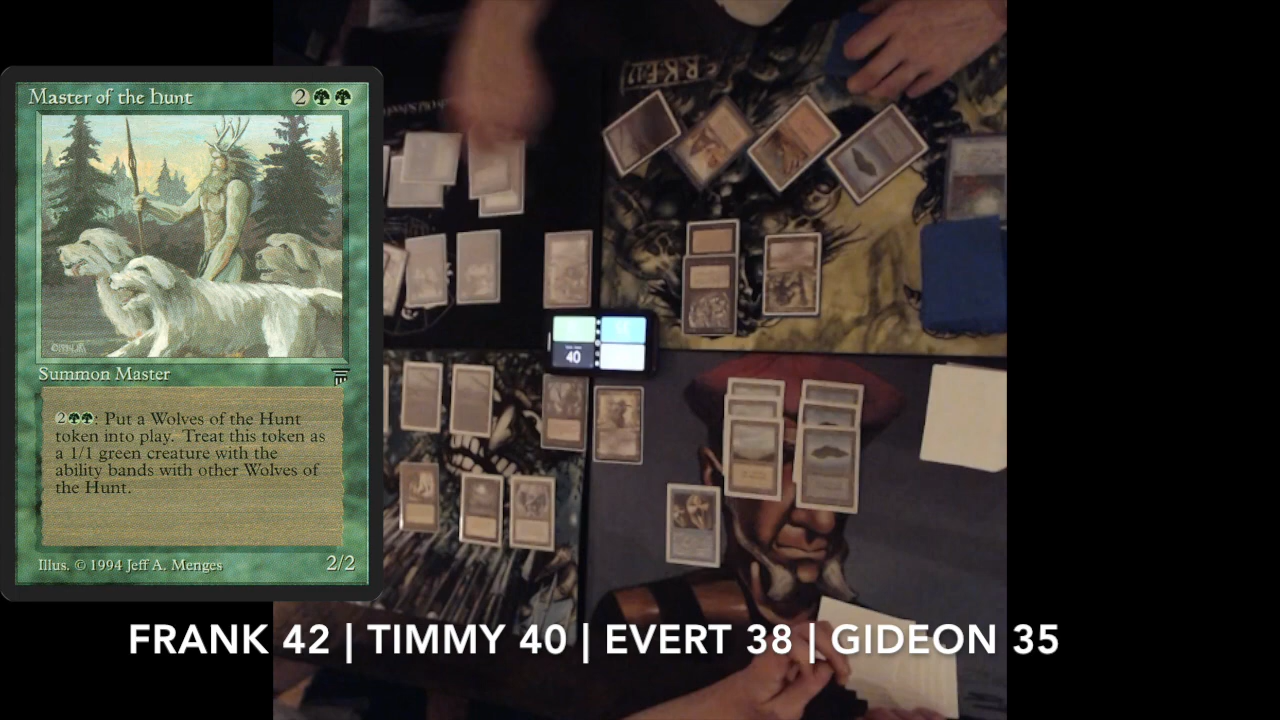 Master of the Hunt 2
©1994 JAM
Summon Master
2: Put a Wolves of the Hunt
token into play. Treat this token as
a 1/1 green creature with the
ability bands with other Wolves of
the Hunt.
Illus. © 1994 Jeff A. Menges 2/2
40
FRANK 42 | TIMMY 40 | EVERT 38 | GIDEON 35